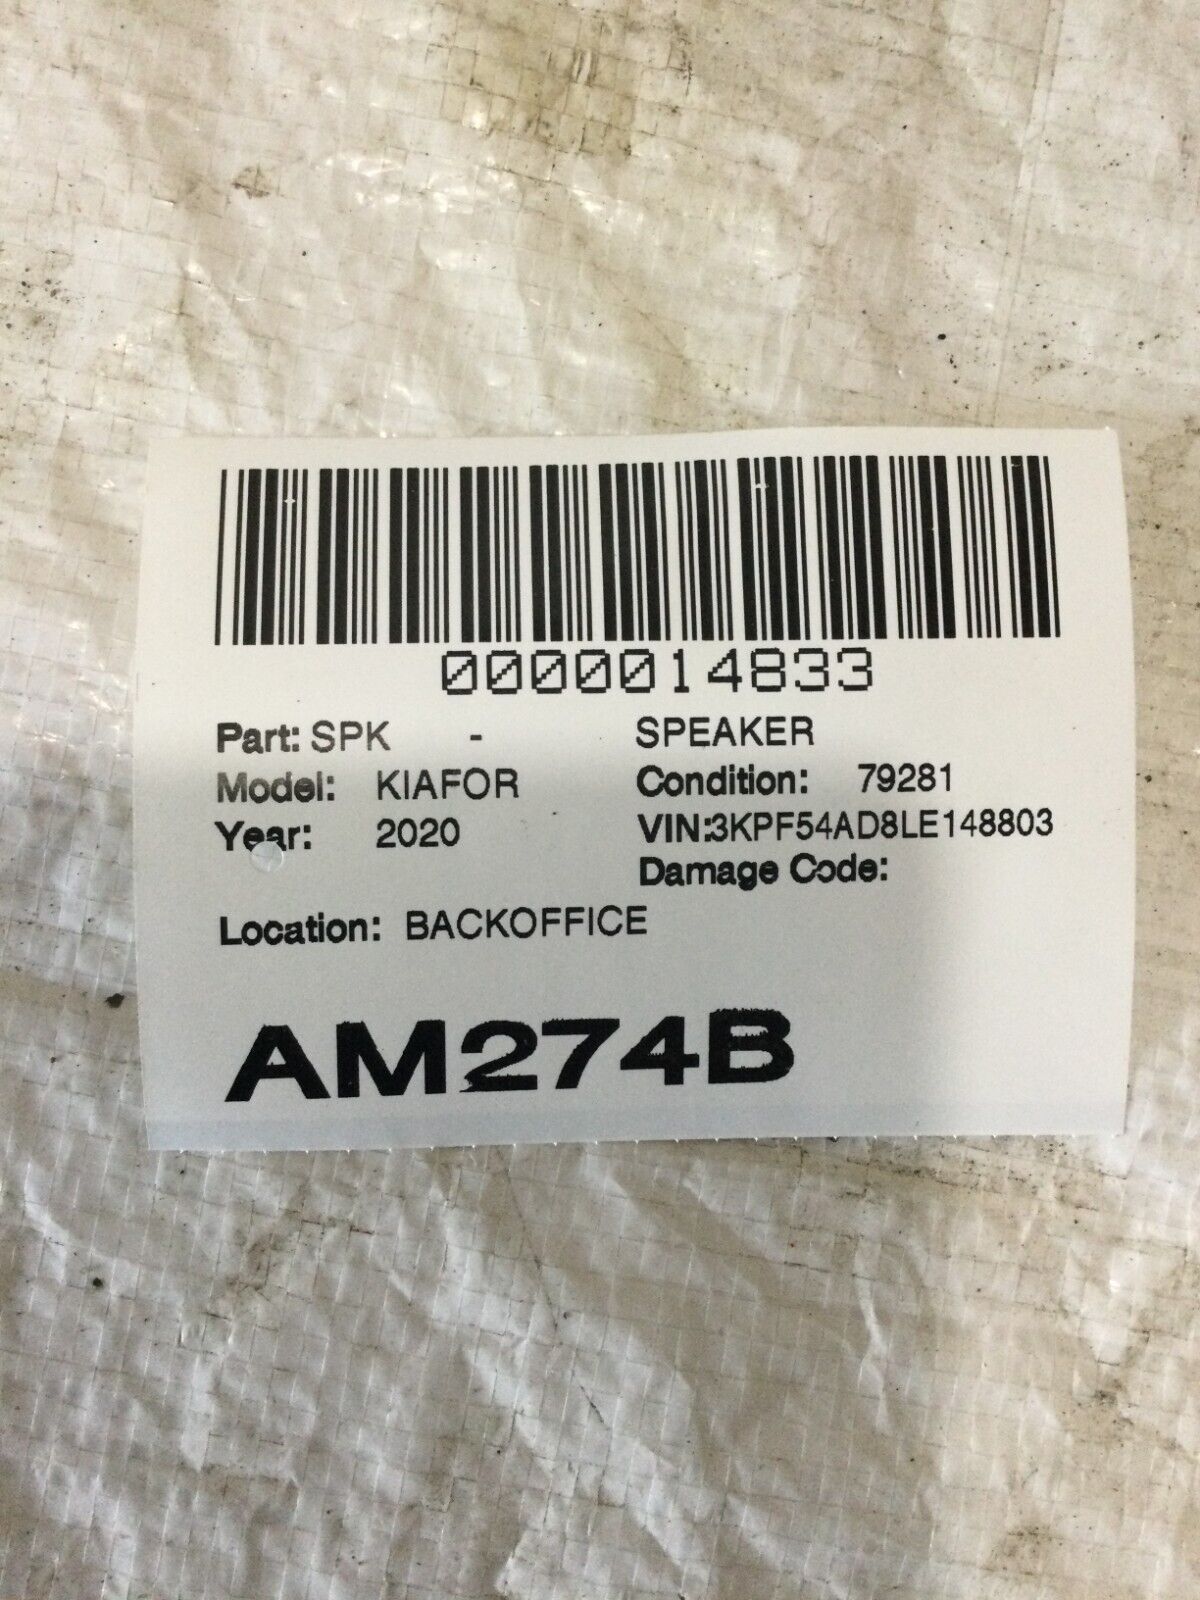 0000014833
Part: SPK - SPEAKER
Model: KIAFOR Condition: 79281
Year: 2020 VIN:3KPF54AD8LE148803
Damage Code:
Location: BACKOFFICE
AM274B